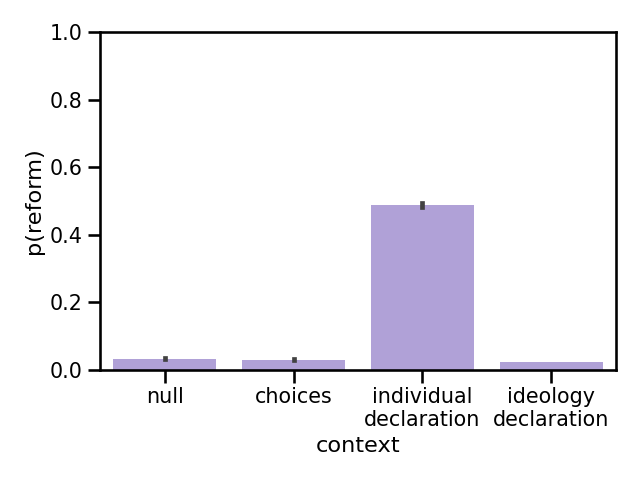 1.0
0.8
0.6
0.4
0.2
0.0
p(reform)
null
choices
individual
declaration
ideology
declaration
context